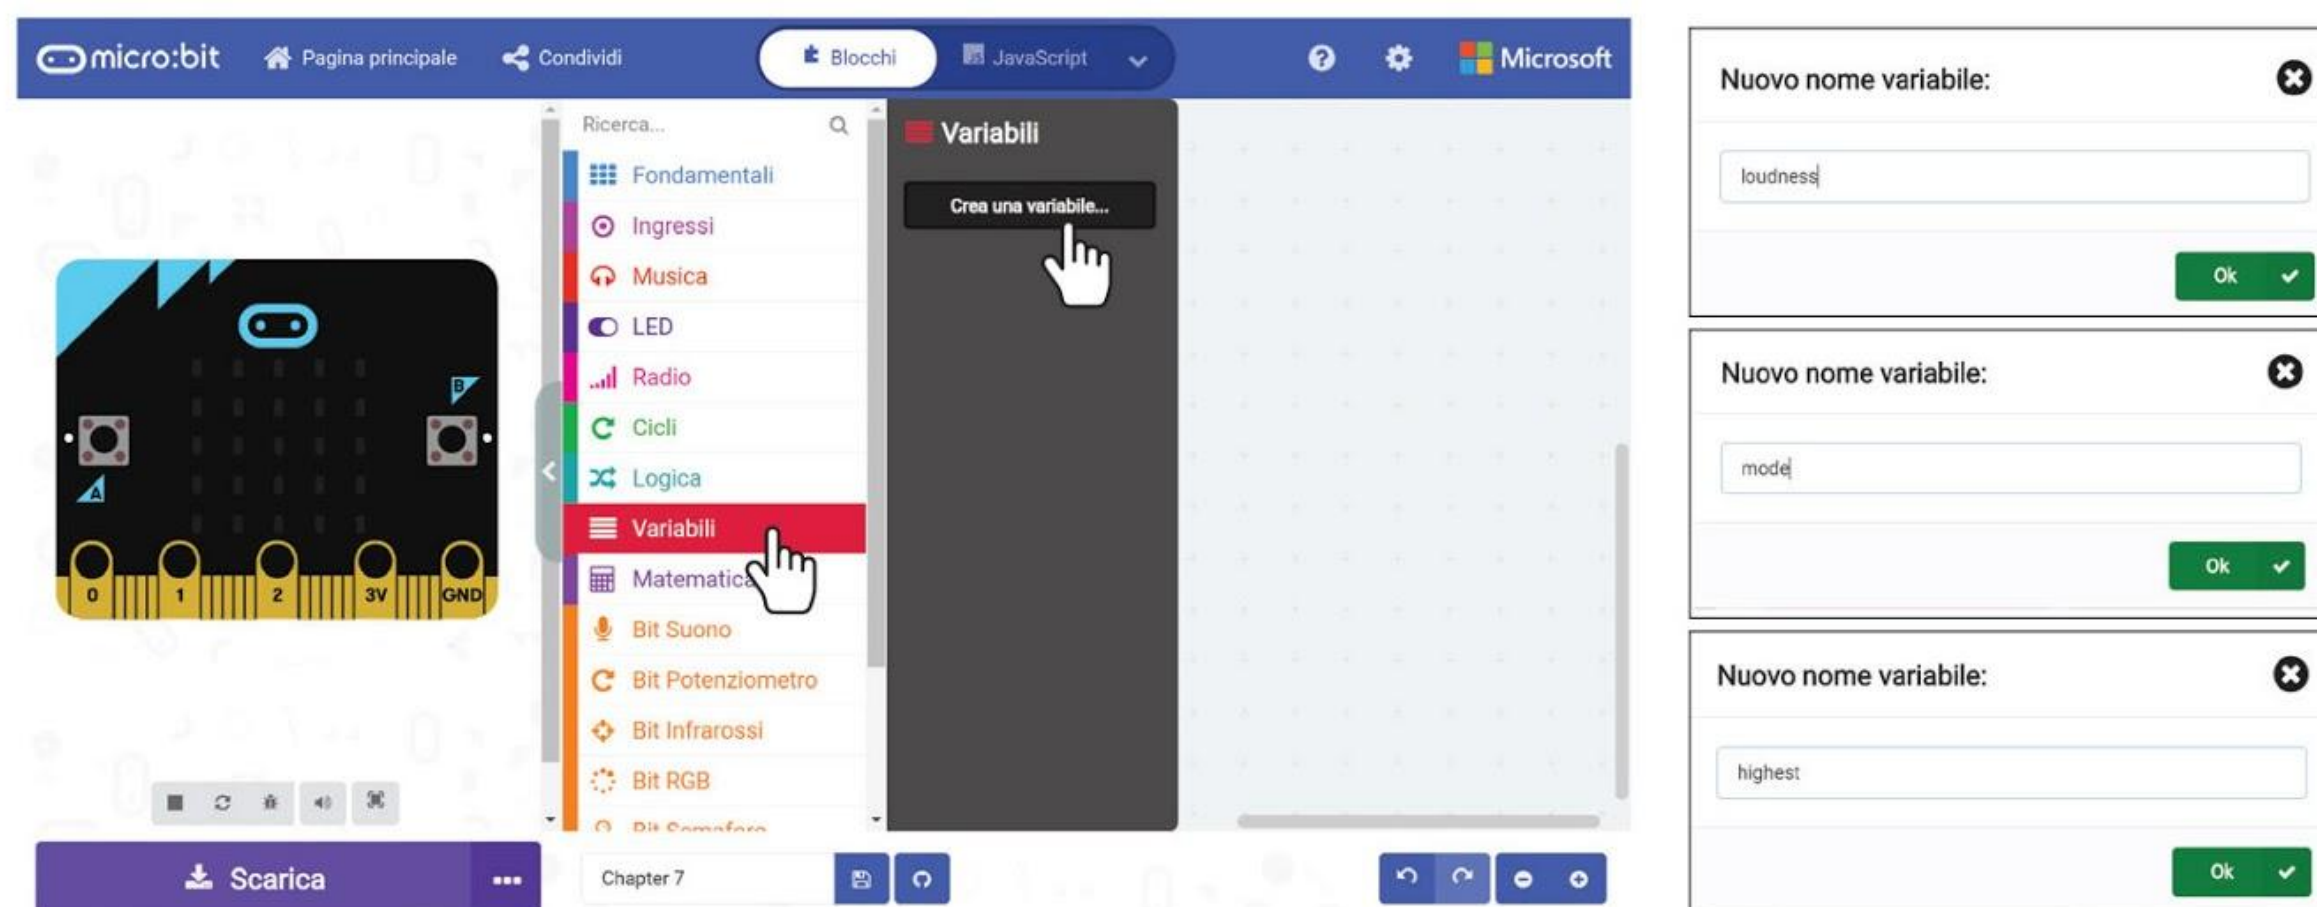 micro:bit
Pagina principale
Condividi
Blocchi
JavaScript
Microsoft
Ricerca...
Fondamentali
Ingressi
Musica
LED
Radio
Cicli
Logica
Variabili
Matematica
Bit Suono
Bit Potenziometro
Bit Infrarossi
Bit RGB
Bit Semaforo
Variabili
Crea una variabile...
B
A
0 1 2 3V GND
Scarica
Chapter 7
Nuovo nome variabile:
loudness
Ok
Nuovo nome variabile:
mode
Ok
Nuovo nome variabile:
highest
Ok